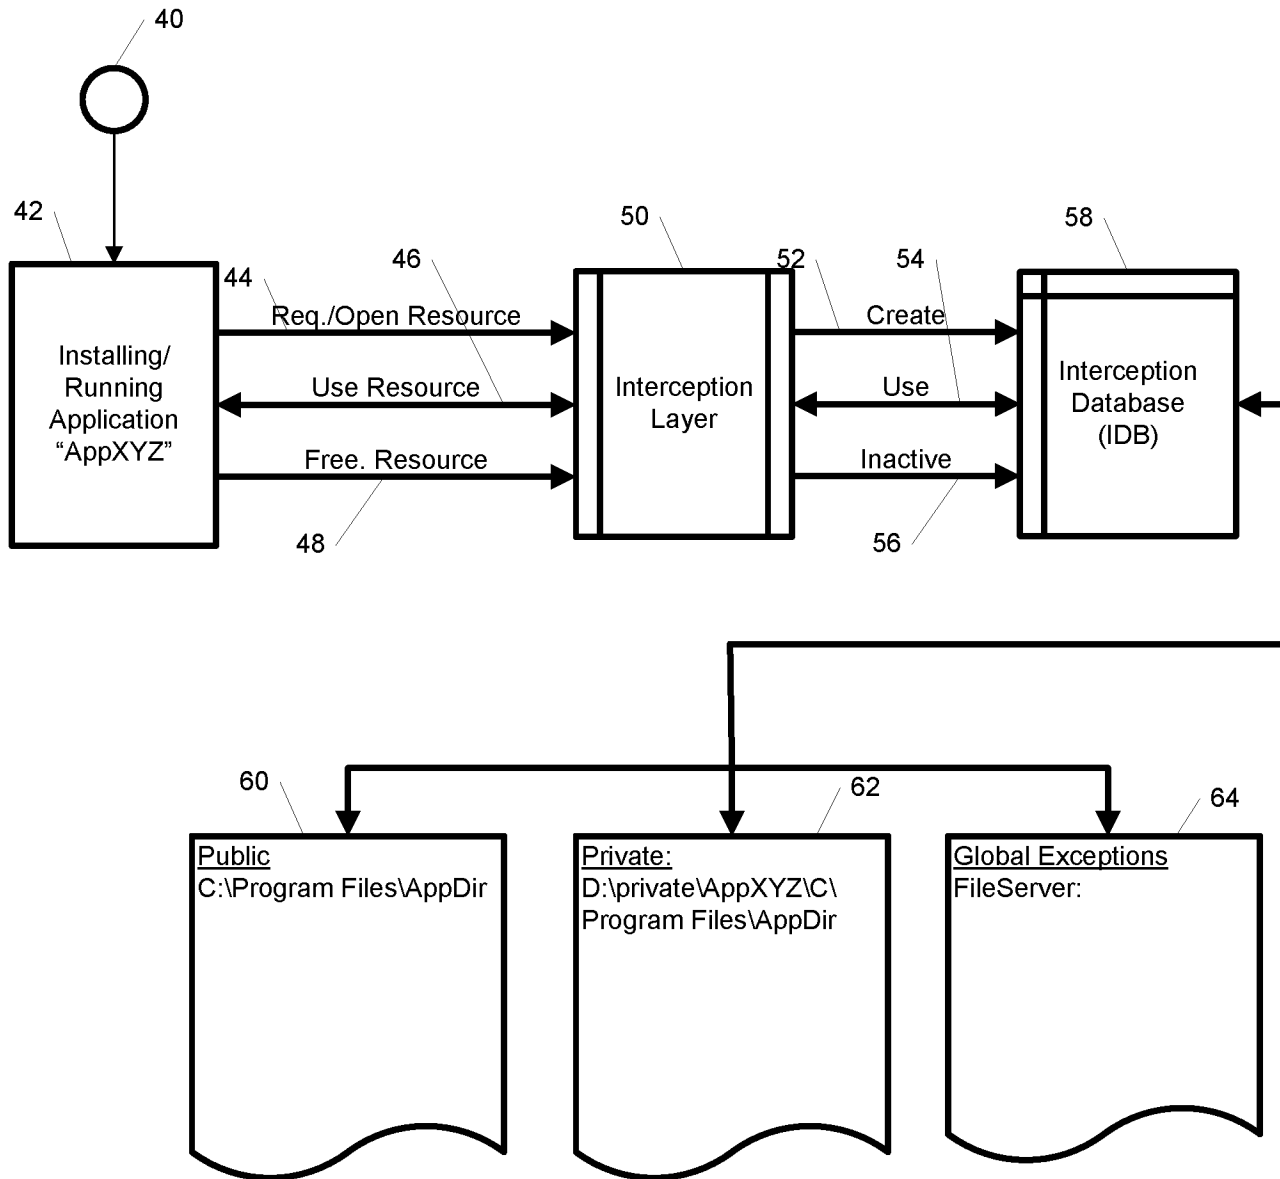 40
42
50
58
46
52
54
44
Req./Open Resource
Create
Installing/
Running
Application
“AppXYZ”
Use Resource
Interception
Layer
Use
Interception
Database
(IDB)
Free. Resource
Inactive
48
56
60
62
64
Public
C:\Program Files\AppDir
Private:
D:\private\AppXYZ\C\
Program Files\AppDir
Global Exceptions
FileServer: